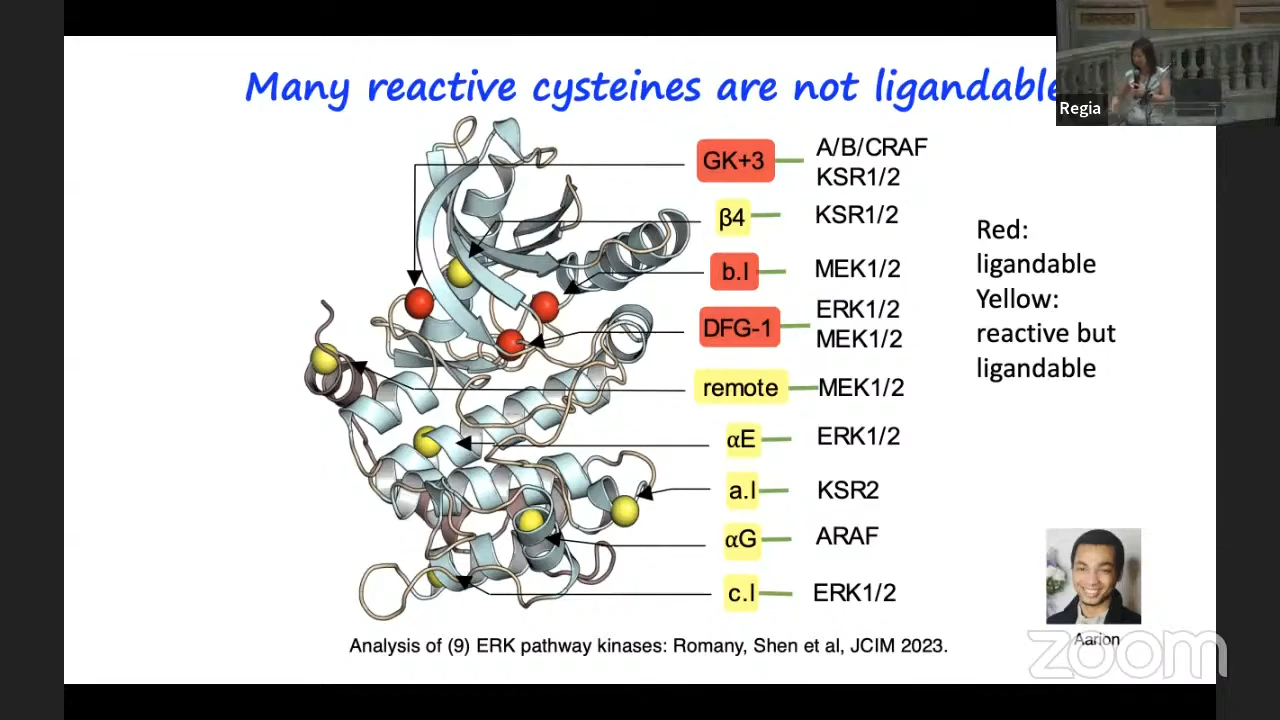 Many reactive cysteines are not ligandable
Regia
GK+3
A/B/CRAF
KSR1/2
β4
KSR1/2
b.l
MEK1/2
DFG-1
ERK1/2
MEK1/2
remote
MEK1/2
αE
ERK1/2
a.l
KSR2
αG
ARAF
c.l
ERK1/2
Red:
ligandable
Yellow:
reactive but
ligandable
Aarion
Analysis of (9) ERK pathway kinases: Romany, Shen et al, JCIM 2023.
zoom